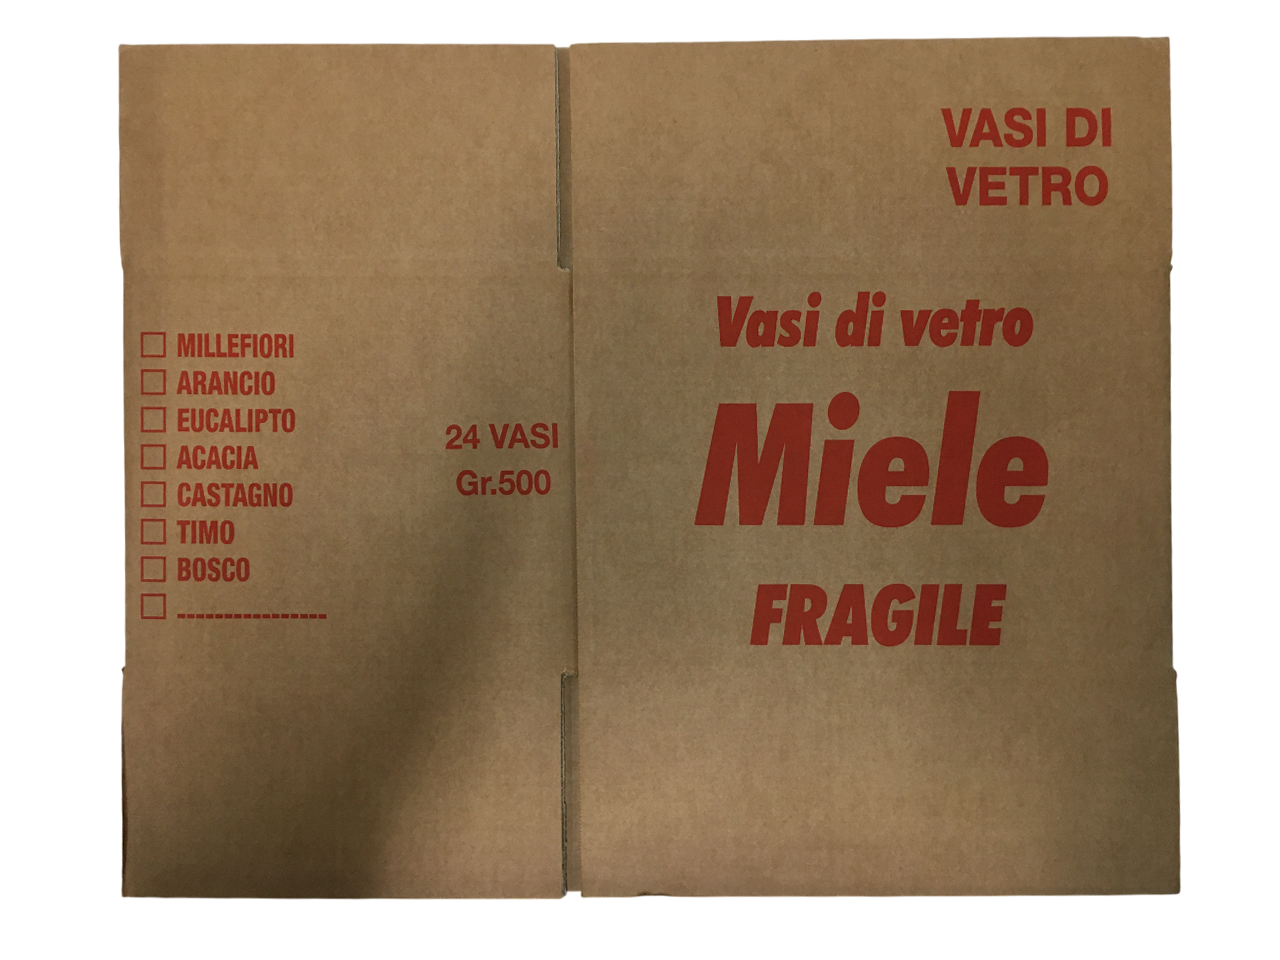 MILLEFIORI
ARANCIO
EUCALIPTO
ACACIA
CASTAGNO
TIMO
BOSCO
----------------
24 VASI
Gr.500
VASI DI
VETRO
Vasi di vetro
Miele
FRAGILE